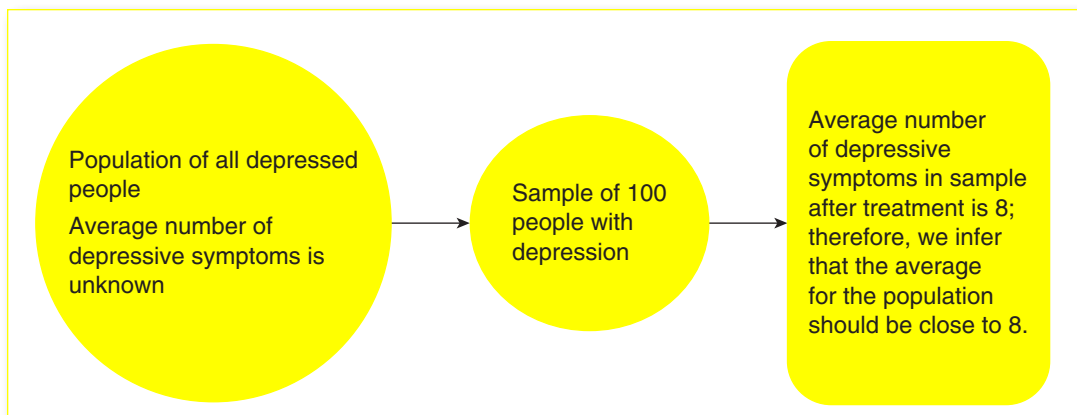 Population of all depressed
people
Average number of
depressive symptoms is
unknown
Sample of 100
people with
depression
Average number
of depressive
symptoms in sample
after treatment is 8;
therefore, we infer
that the average
for the population
should be close to 8.